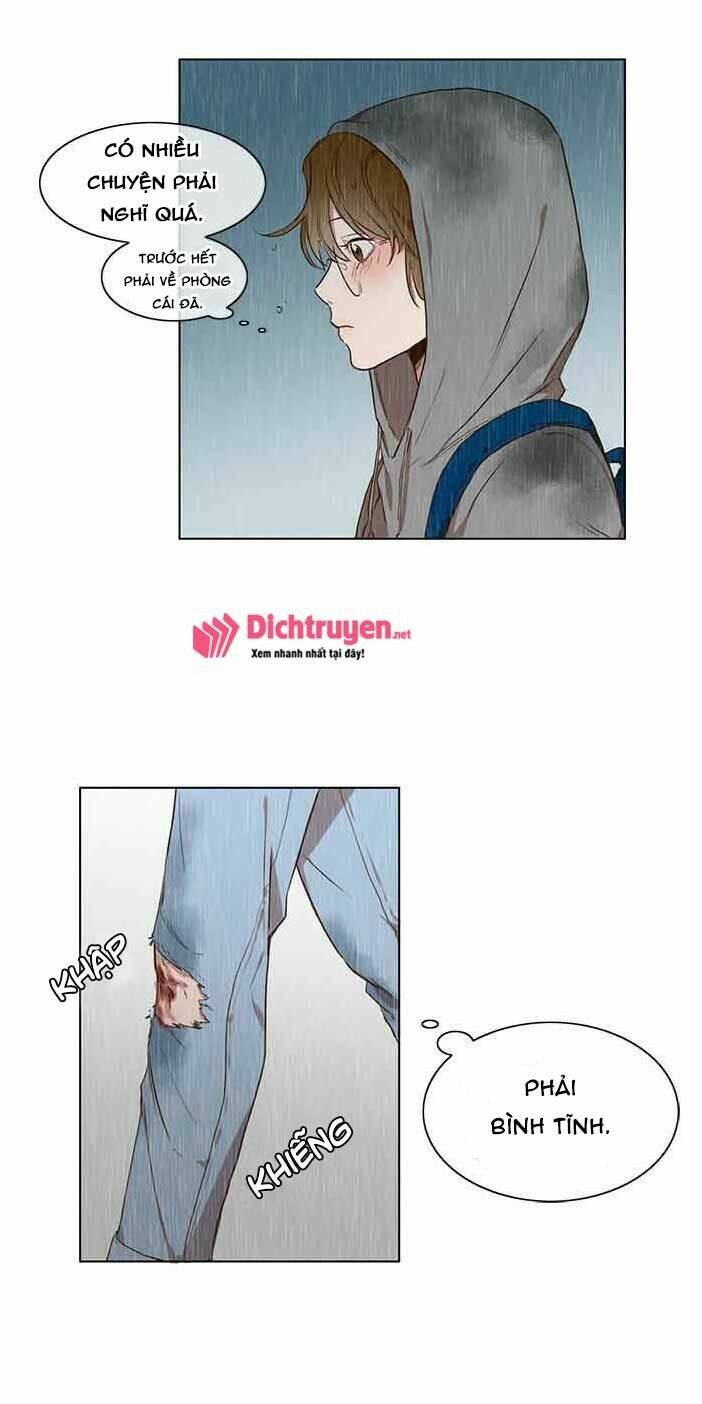 CÓ NHIỀU
CHUYỆN PHẢI
NGHĨ QUÁ.
TRƯỚC HẾT
PHẢI VỀ PHÒNG
CÁI ĐÃ.
Dichtruyen.net
Xem nhanh nhất tại đây!
KHẬP
PHẢI
BÌNH TĨNH.
KHIỄNG